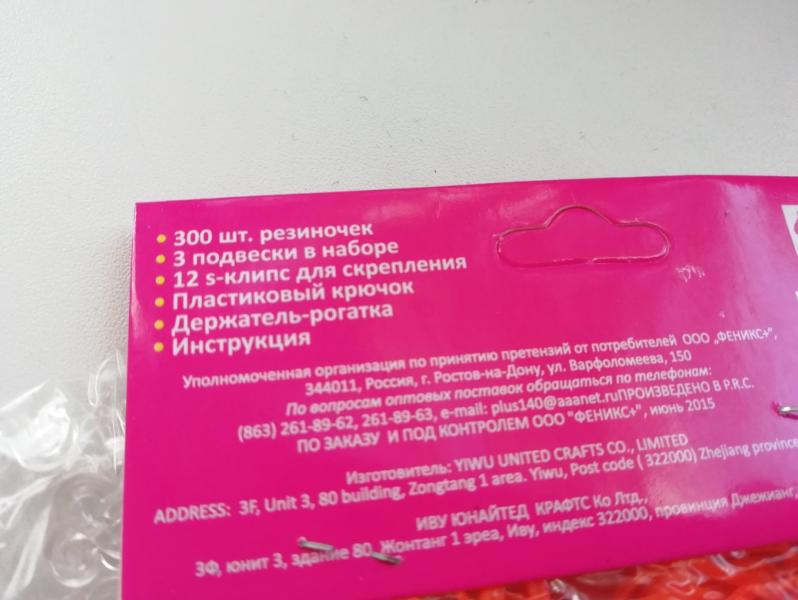 • 300 шт. резиночек
• 3 подвески в наборе
• 12 s-клипс для скрепления
• Пластиковый крючок
• Держатель-рогатка
• Инструкция
Уполномоченная организация по принятию претензий от потребителей ООО „ФЕНИКС+",
344011, Россия, г. Ростов-на-Дону, ул. Варфоломеева, 150
По вопросам оптовых поставок обращаться по телефонам:
(863) 261-89-62, 261-89-63, e-mail: plus140@aaanet.ruПРОИЗВЕДЕНО В P.R.C.
ПО ЗАКАЗУ И ПОД КОНТРОЛЕМ ООО "ФЕНИКС+", июнь 2015
Изготовитель: YIWU UNITED CRAFTS CO., LIMITED
ADDRESS: 3F, Unit 3, 80 building, Zongtang 1 area. Yiwu, Post code ( 322000) Zhejiang province
ИВУ ЮНАЙТЕД КРАФТС Ко Лтд.,
3Ф, юнит 3, здание 80, Жонтанг 1 эреа, Иву, индекс 322000, провинция Джежианг,